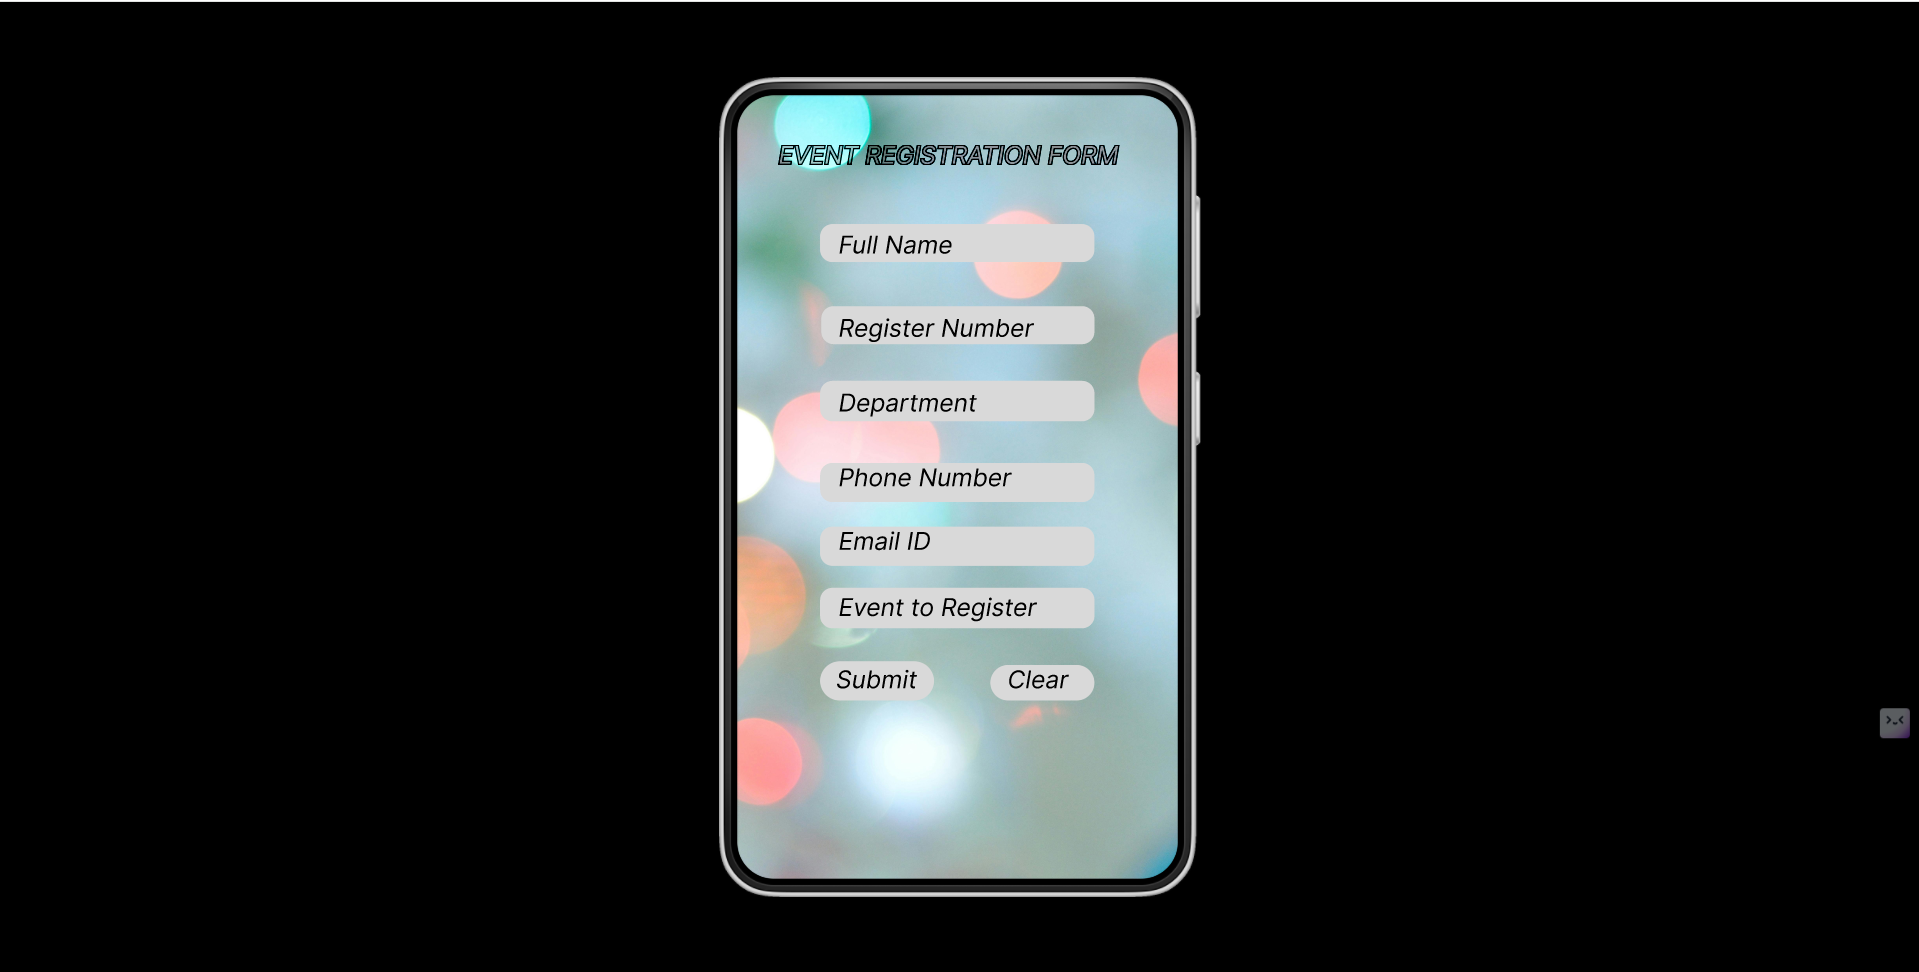 EVENT REGISTRATION FORM
Full Name
Register Number
Department
Phone Number
Email ID
Event to Register
Submit
Clear